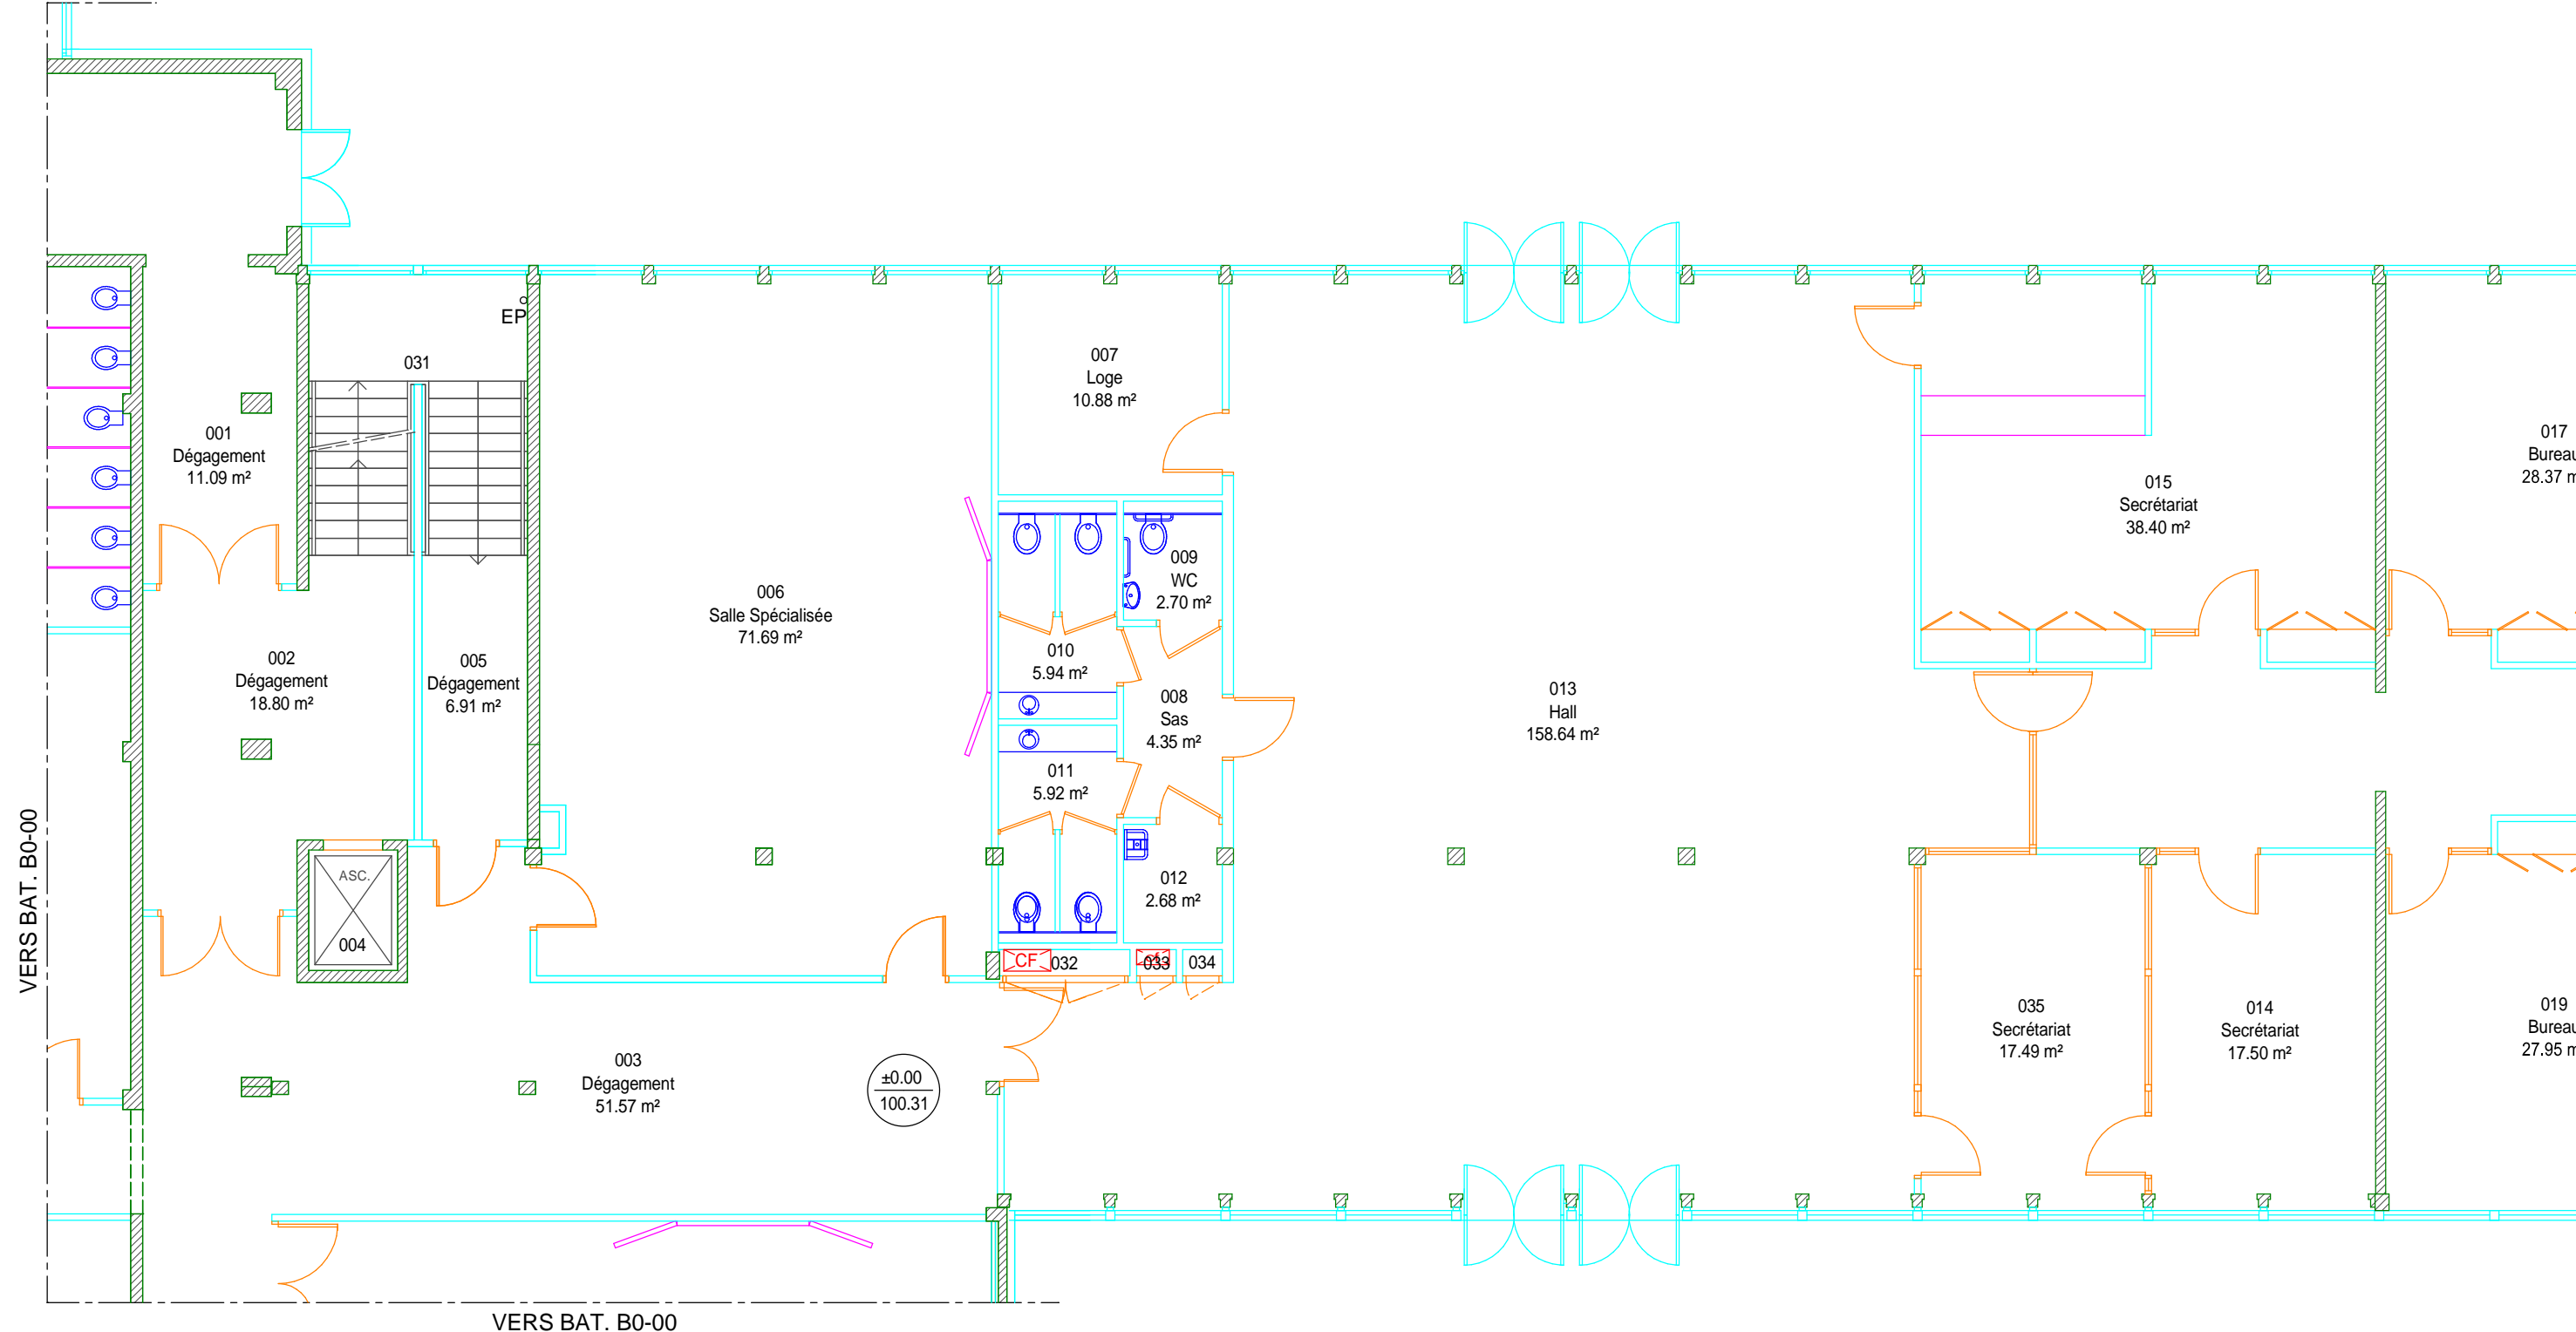 EP
031
007
Loge
10.88 m²
001
Dégagement
11.09 m²
017
Bureau
28.37 m
015
Secrétariat
38.40 m²
009
WC
2.70 m²
006
Salle Spécialisée
71.69 m²
010
5.94 m²
002
Dégagement
18.80 m²
005
Dégagement
6.91 m²
008
Sas
4.35 m²
013
Hall
158.64 m²
011
5.92 m²
012
2.68 m²
ASC.
004
CF
032
033
034
035
Secrétariat
17.49 m²
014
Secrétariat
17.50 m²
019
Bureau
27.95 m
003
Dégagement
51.57 m²
±0.00
100.31
VERS BAT. B0-00
VERS BAT. B0-00